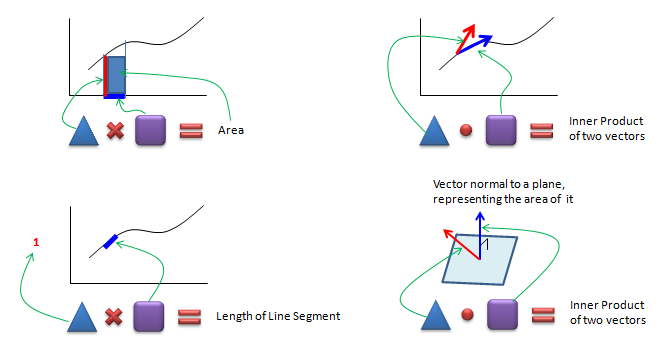 Area
Inner Product
of two vectors
1
Length of Line Segment
Vector normal to a plane,
representing the area of it
Inner Product
of two vectors